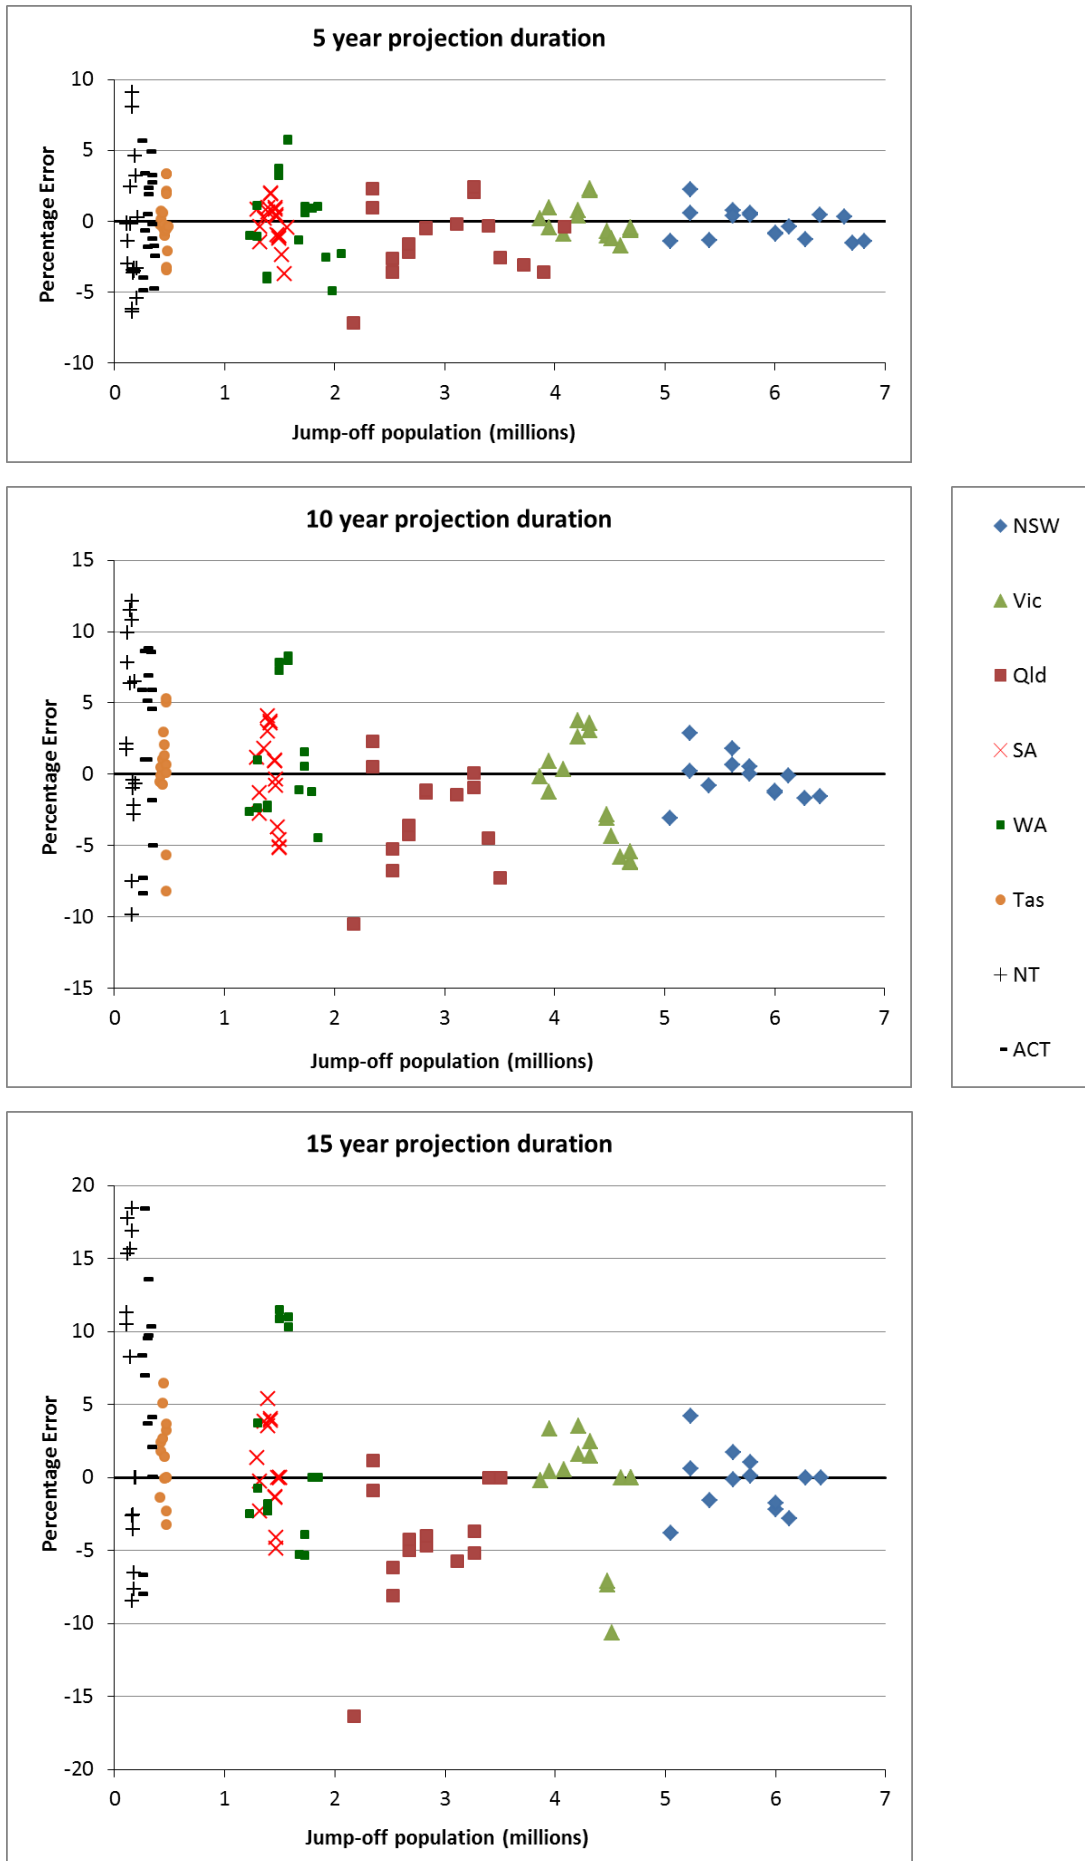 5 year projection duration
10
5
0
-5
-10
Percentage Error
0 1 2 3 4 5 6 7
Jump-off population (millions)
10 year projection duration
15
10
5
0
-5
-10
-15
Percentage Error
0 1 2 3 4 5 6 7
Jump-off population (millions)
NSW
Vic
Qld
SA
WA
Tas
NT
ACT
15 year projection duration
20
15
10
5
0
-5
-10
-15
-20
Percentage Error
0 1 2 3 4 5 6 7
Jump-off population (millions)